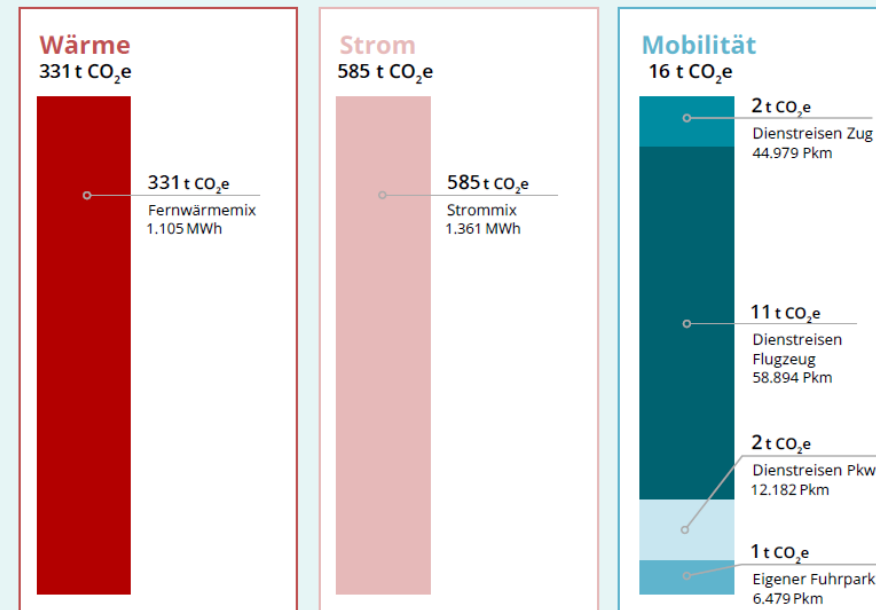 Wärme
331 t CO₂e
331 t CO₂e
Fernwärmemix
1.105 MWh
Strom
585 t CO₂e
585 t CO₂e
Strommix
1.361 MWh
Mobilität
16 t CO₂e
2 t CO₂e
Dienstreisen Zug
44.979 Pkm
11 t CO₂e
Dienstreisen
Flugzeug
58.894 Pkm
2 t CO₂e
Dienstreisen Pkw
12.182 Pkm
1 t CO₂e
Eigener Fuhrpark
6.479 Pkm